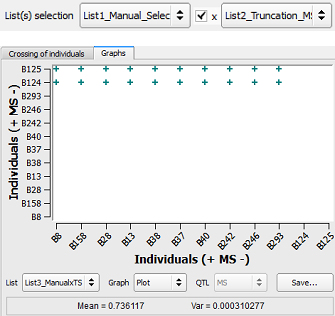 List(s) selection List1_Manual_Selec x List2_Truncation_MS
Crossing of individuals Graphs
Individuals (+ MS -)
B125
B124
B293
B246
B242
B40
B37
B38
B13
B28
B158
B8
B8 B158 B28 B13 B38 B37 B40 B242 B246 B293 B124 B125
Individuals (+ MS -)
List List3_ManualxTS Graph Plot QTL MS Save...
Mean = 0.736117 Var = 0.000310277